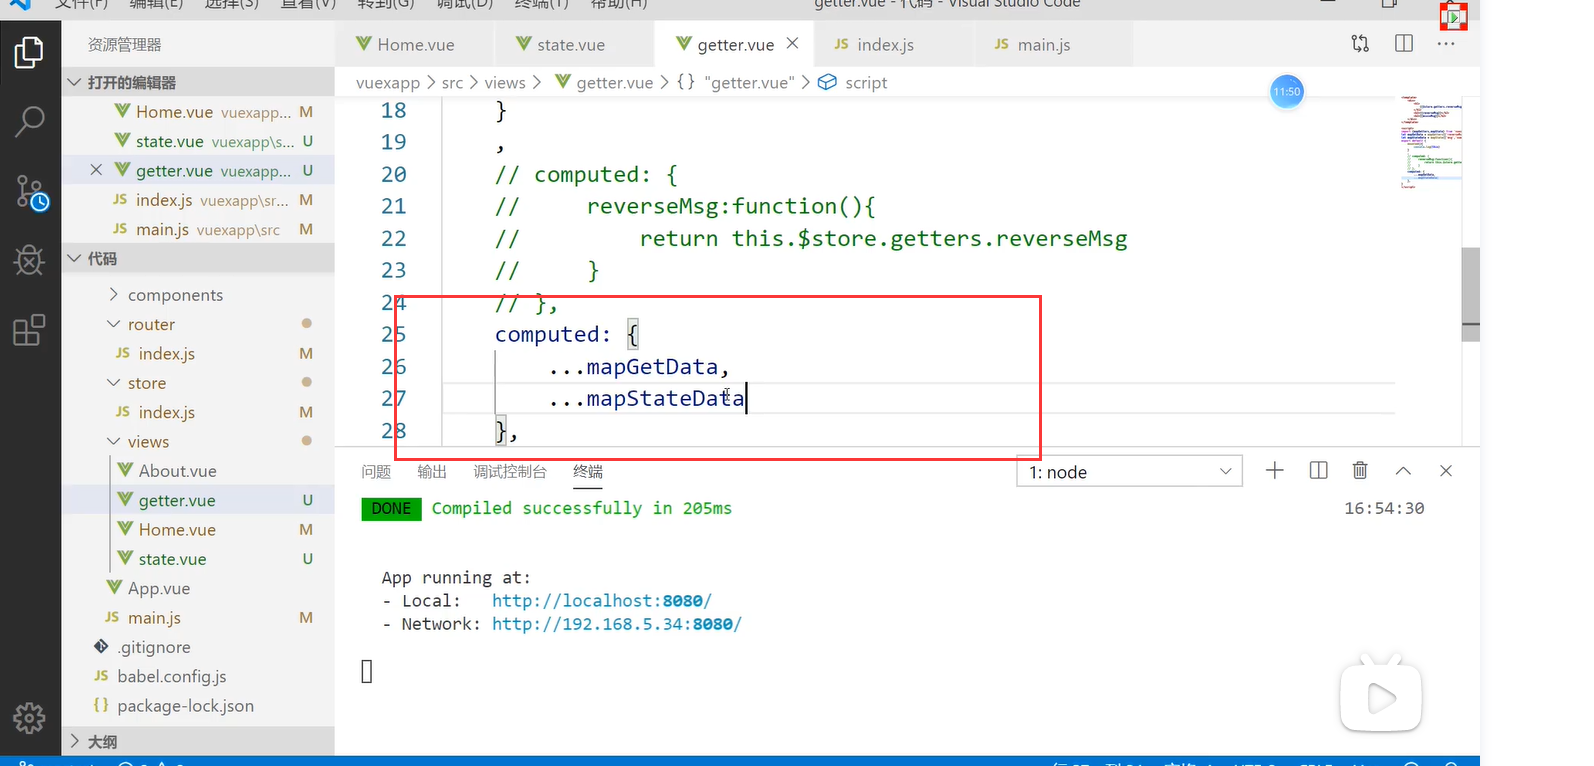 文件(F) 编辑(E) 选择(S) 查看(V) 转到(G) 调试(D) 终端(T) 帮助(H) getter.vue - 代码 - Visual Studio Code
资源管理器
Home.vue state.vue getter.vue JS index.js JS main.js
打开的编辑器
vuexapp > src > views > getter.vue > {} "getter.vue" > script
11:50
Home.vue vuexapp... M
state.vue vuexapp\s... U
getter.vue vuexapp... U
JS index.js vuexapp\sr... M
JS main.js vuexapp\src M
代码
components
router
JS index.js M
store
JS index.js M
views
About.vue
getter.vue U
Home.vue M
state.vue U
App.vue
JS main.js M
.gitignore
JS babel.config.js
{} package-lock.json
大纲
18 }
19 ,
20 // computed: {
21 // reverseMsg:function(){
22 // return this.$store.getters.reverseMsg
23 // }
24 // },
25 computed: {
26 ...mapGetData,
27 ...mapStateData
28 },
问题 输出 调试控制台 终端 1: node
DONE Compiled successfully in 205ms 16:54:30
App running at:
- Local: http://localhost:8080/
- Network: http://192.168.5.34:8080/